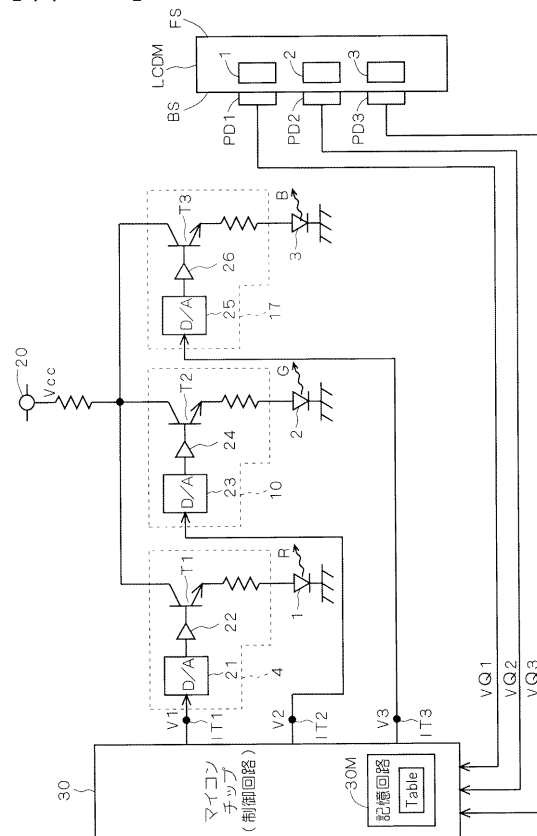 LCDM
FS
BS
1
2
3
PD1
PD2
PD3
20
Vcc
T3
D/A
26
25
17
3
B
T2
D/A
24
23
10
2
G
T1
D/A
22
21
4
1
R
V1
IT1
V2
IT2
V3
IT3
30
マイコン
チップ
(制御回路)
30M
記憶回路
Table
VQ1
VQ2
VQ3